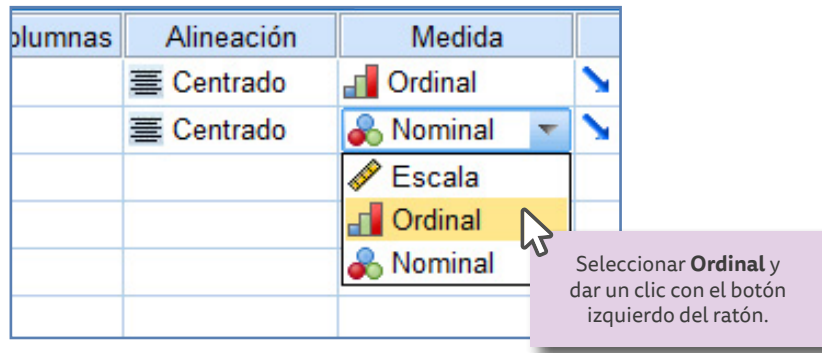 olumnas Alineación Medida
Centrado Ordinal
Centrado Nominal
Escala
Ordinal
Nominal
Seleccionar Ordinal y
dar un clic con el botón
izquierdo del ratón.